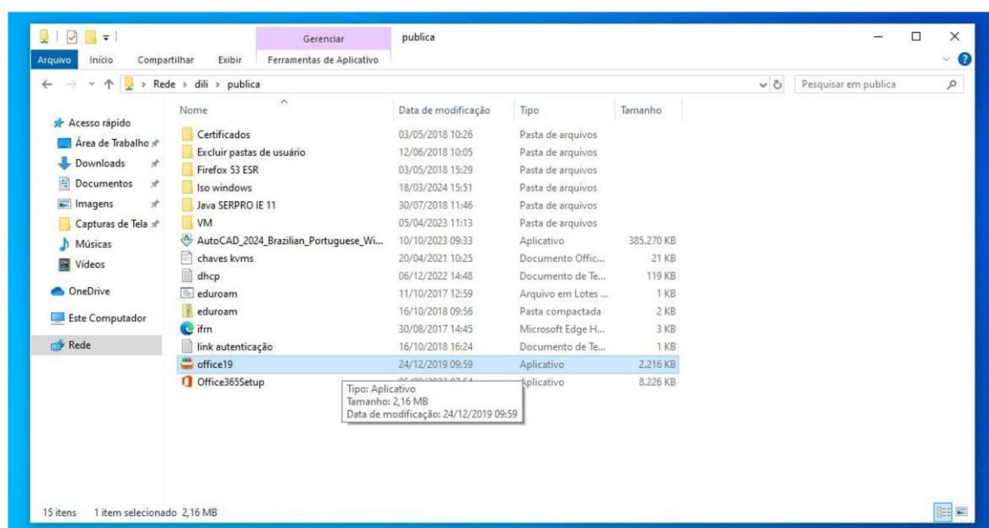 Gerenciar publica
Arquivo Início Compartilhar Exibir Ferramentas de Aplicativo
Rede > dili > publica Pesquisar em publica
Nome Data de modificação Tipo Tamanho
Acesso rápido
Área de Trabalho
Downloads
Documentos
Imagens
Capturas de Tela
Músicas
Vídeos
OneDrive
Este Computador
Rede
Certificados 03/05/2018 10:26 Pasta de arquivos
Excluir pastas de usuário 12/06/2018 10:05 Pasta de arquivos
Firefox 53 ESR 03/05/2018 15:29 Pasta de arquivos
Iso windows 18/03/2024 15:51 Pasta de arquivos
Java SERPRO IE 11 30/07/2018 11:46 Pasta de arquivos
VM 05/04/2023 11:13 Pasta de arquivos
AutoCAD_2024_Brazilian_Portuguese_Wi... 10/10/2023 09:33 Aplicativo 385.270 KB
chaves kvms 20/04/2021 10:25 Documento Offic... 21 KB
dhcp 06/12/2022 14:48 Documento de Te... 119 KB
eduroam 11/10/2017 12:59 Arquivo em Lotes ... 1 KB
eduroam 16/10/2018 09:56 Pasta compactada 2 KB
ifrn 30/08/2017 14:45 Microsoft Edge H... 3 KB
link autenticação 16/10/2018 16:24 Documento de Te... 1 KB
office19 24/12/2019 09:59 Aplicativo 2.216 KB
Office365Setup Aplicativo 8.226 KB
Tipo: Aplicativo
Tamanho: 2,16 MB
Data de modificação: 24/12/2019 09:59
15 itens 1 item selecionado 2,16 MB